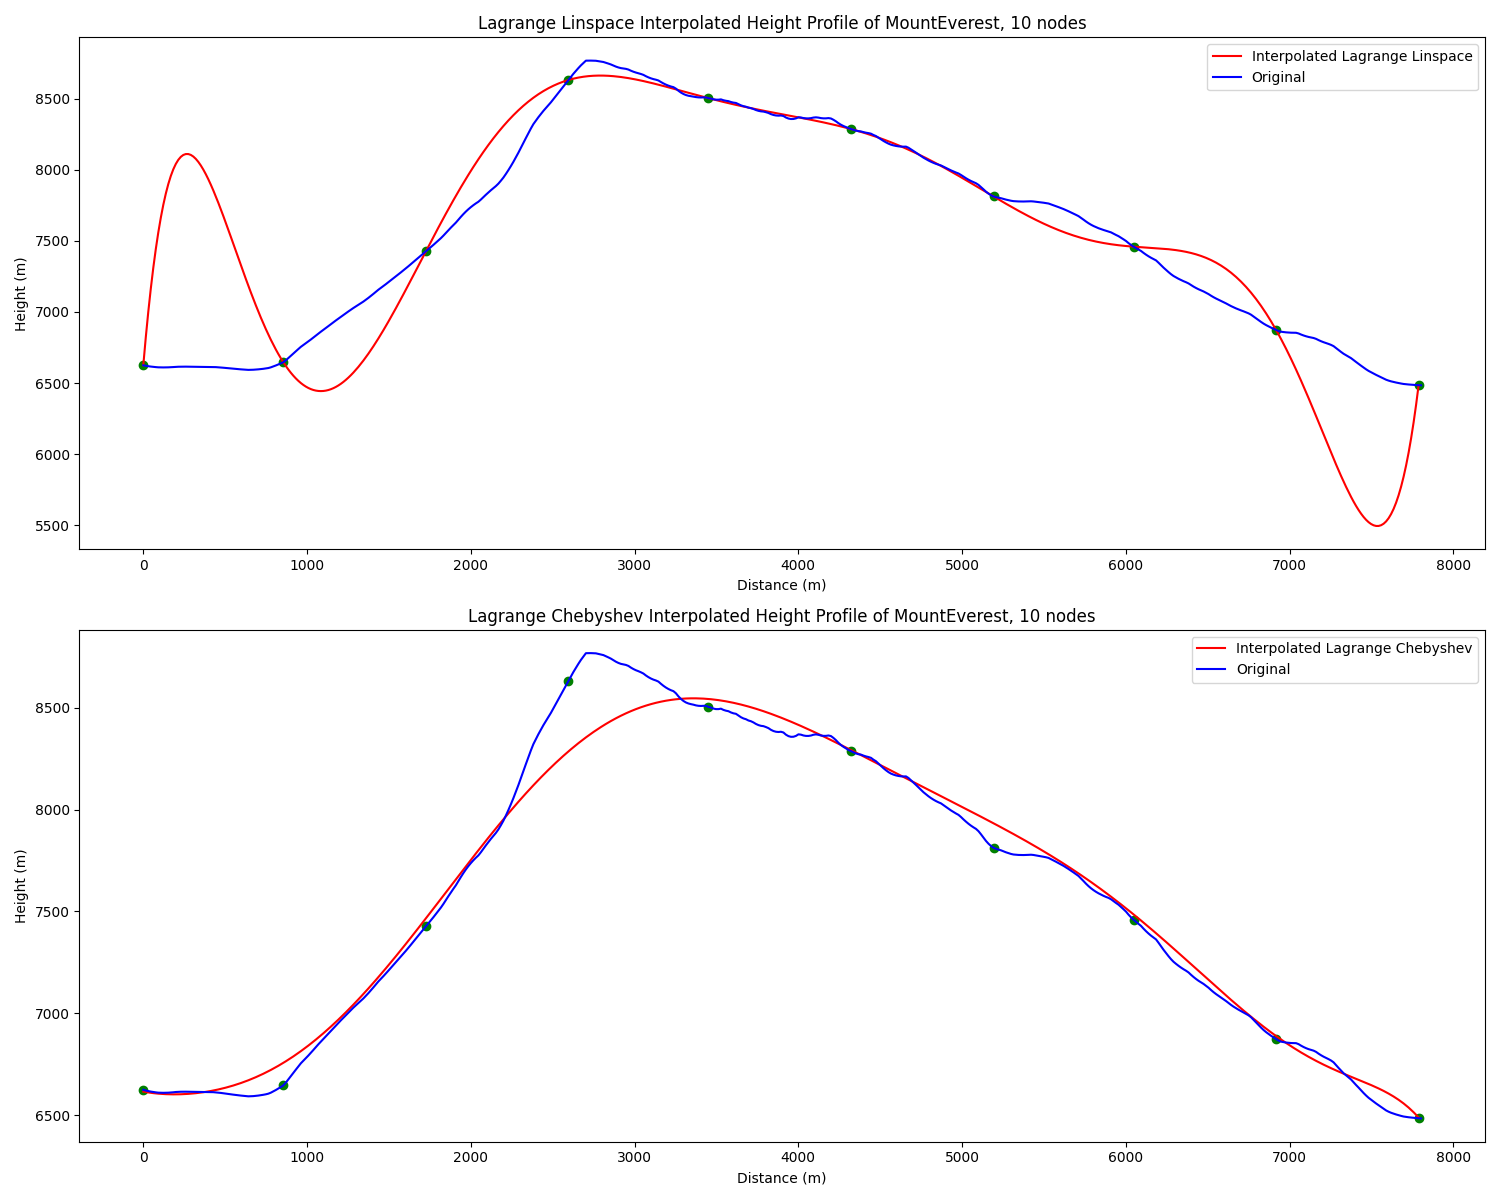 Lagrange Linspace Interpolated Height Profile of MountEverest, 10 nodes
Interpolated Lagrange Linspace
Original
Height (m)
8500
8000
7500
7000
6500
6000
5500
0 1000 2000 3000 4000 5000 6000 7000 8000
Distance (m)
Lagrange Chebyshev Interpolated Height Profile of MountEverest, 10 nodes
Interpolated Lagrange Chebyshev
Original
Height (m)
8500
8000
7500
7000
6500
0 1000 2000 3000 4000 5000 6000 7000 8000
Distance (m)